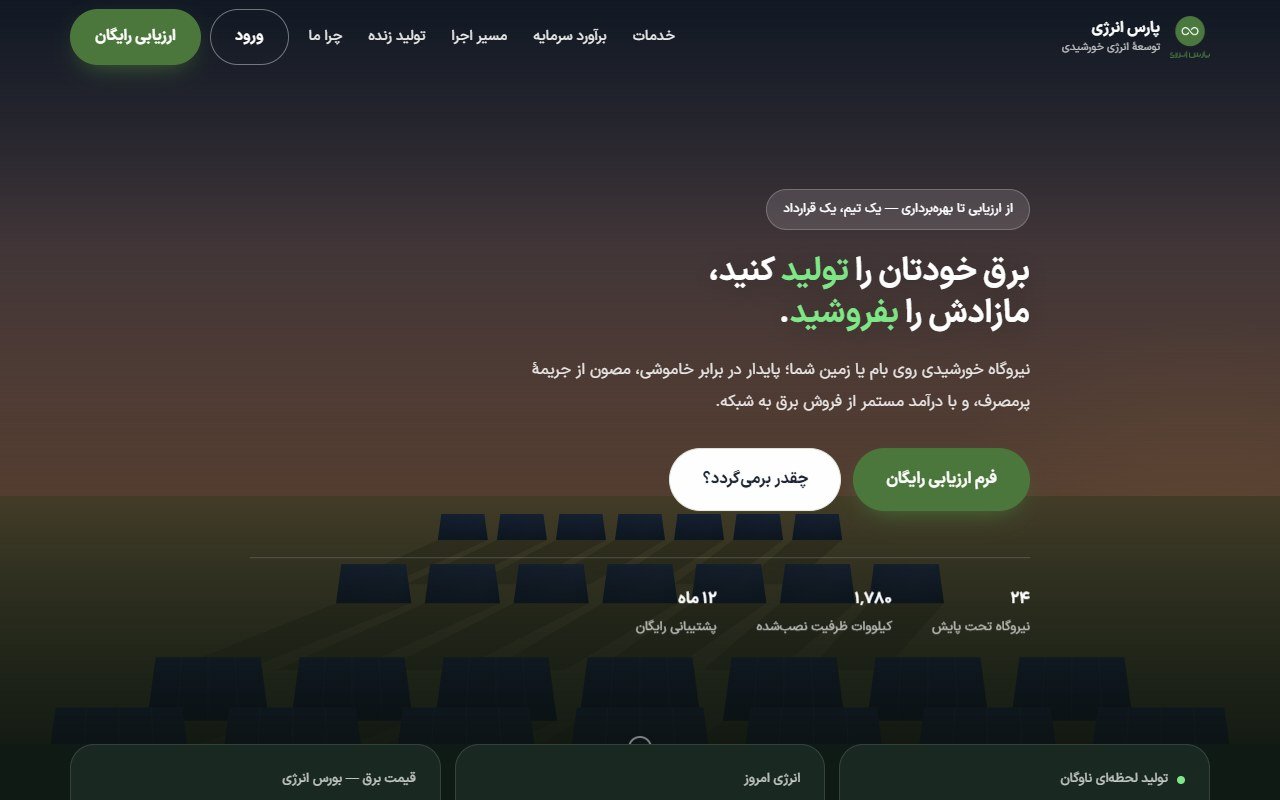 پارس انرژی
توسعهٔ انرژی خورشیدی
پارس انرژی
خدمات
برآورد سرمایه
مسیر اجرا
تولید زنده
چرا ما
ورود
ارزیابی رایگان
از ارزیابی تا بهره‌برداری — یک تیم، یک قرارداد
برق خودتان را تولید کنید،
مازادش را بفروشید.
نیروگاه خورشیدی روی بام یا زمین شما؛ پایدار در برابر خاموشی، مصون از جریمهٔ
پرمصرف، و با درآمد مستمر از فروش برق به شبکه.
فرم ارزیابی رایگان
چقدر برمی‌گردد؟
۲۴
نیروگاه تحت پایش
۱,۷۸۰
کیلووات ظرفیت نصب‌شده
۱۲ ماه
پشتیبانی رایگان
تولید لحظه‌ای ناوگان
انرژی امروز
قیمت برق — بورس انرژی